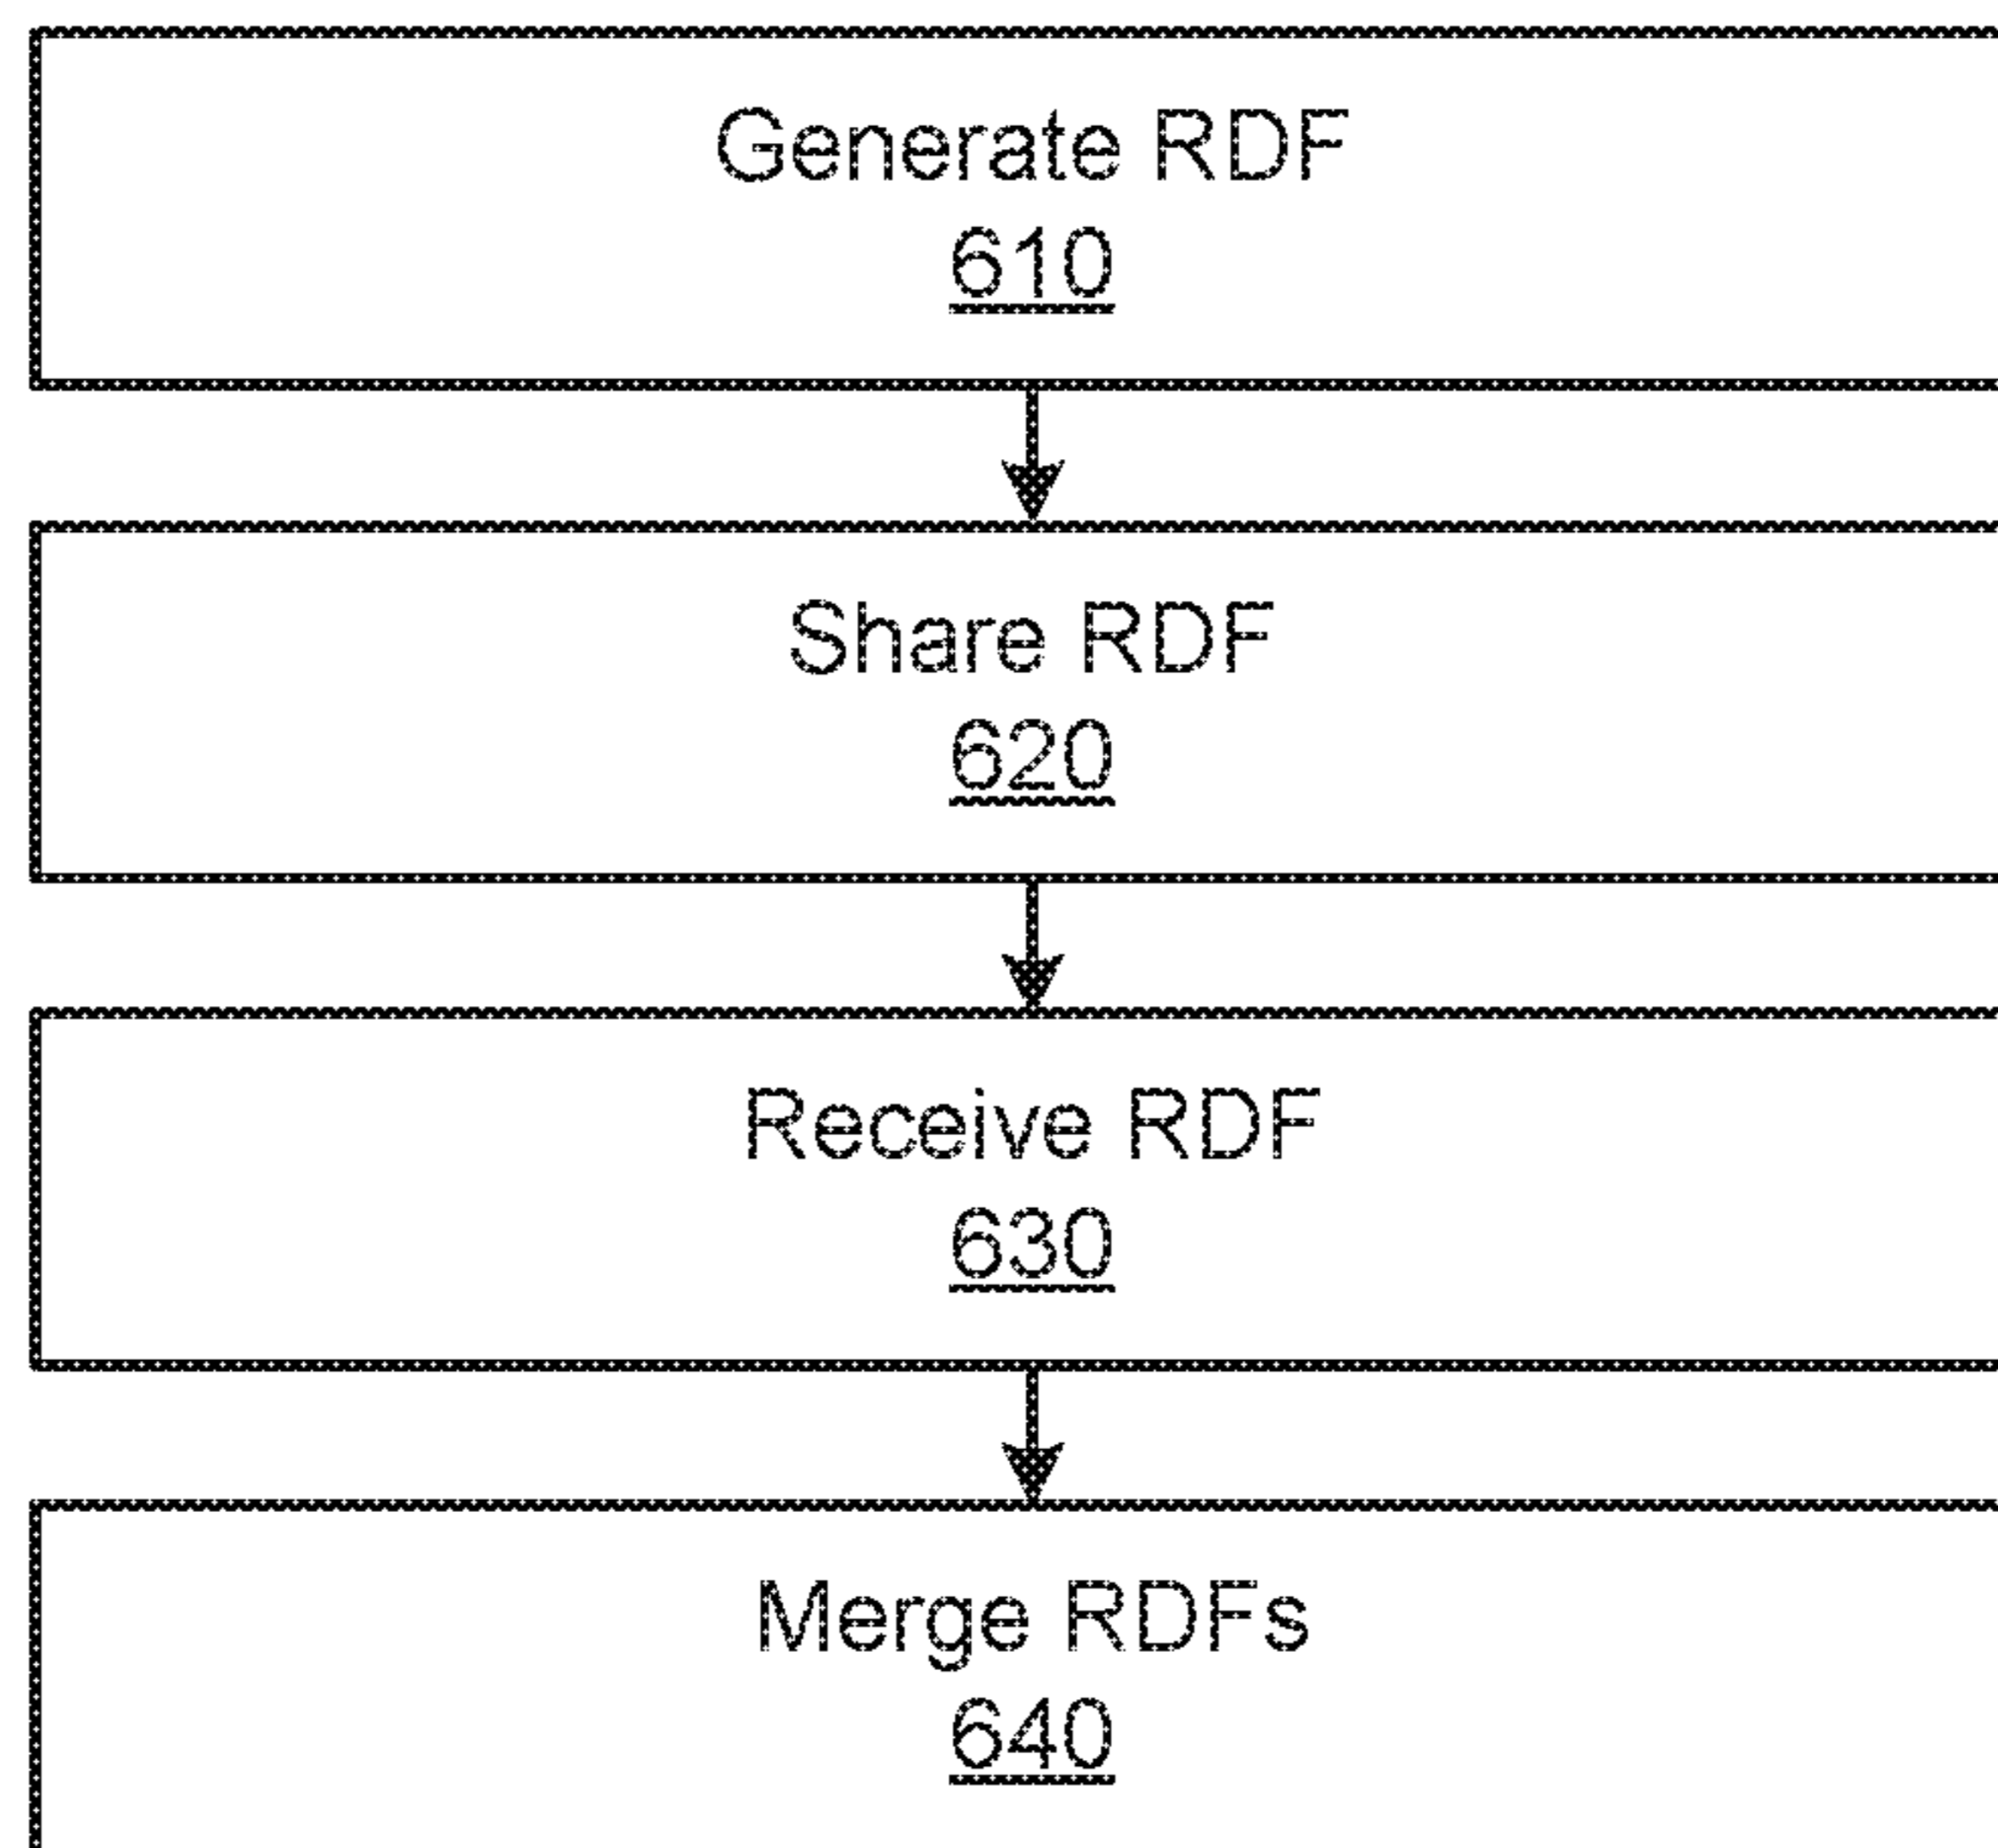 Generate RDF
610
Share RDF
620
Receive RDF
630
Merge RDFs
640